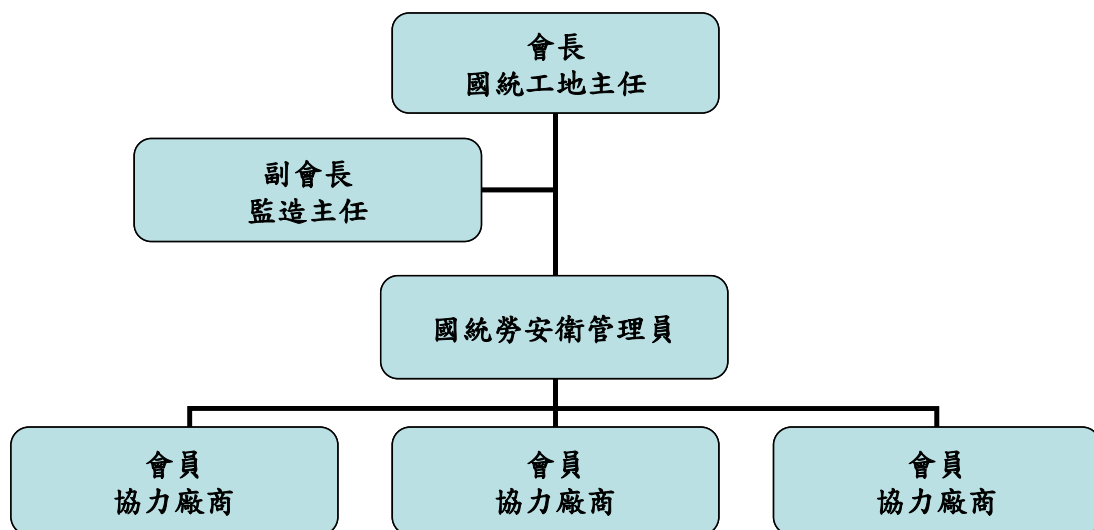 會長
國統工地主任
副會長
監造主任
國統勞安衛管理員
會員
協力廠商
會員
協力廠商
會員
協力廠商